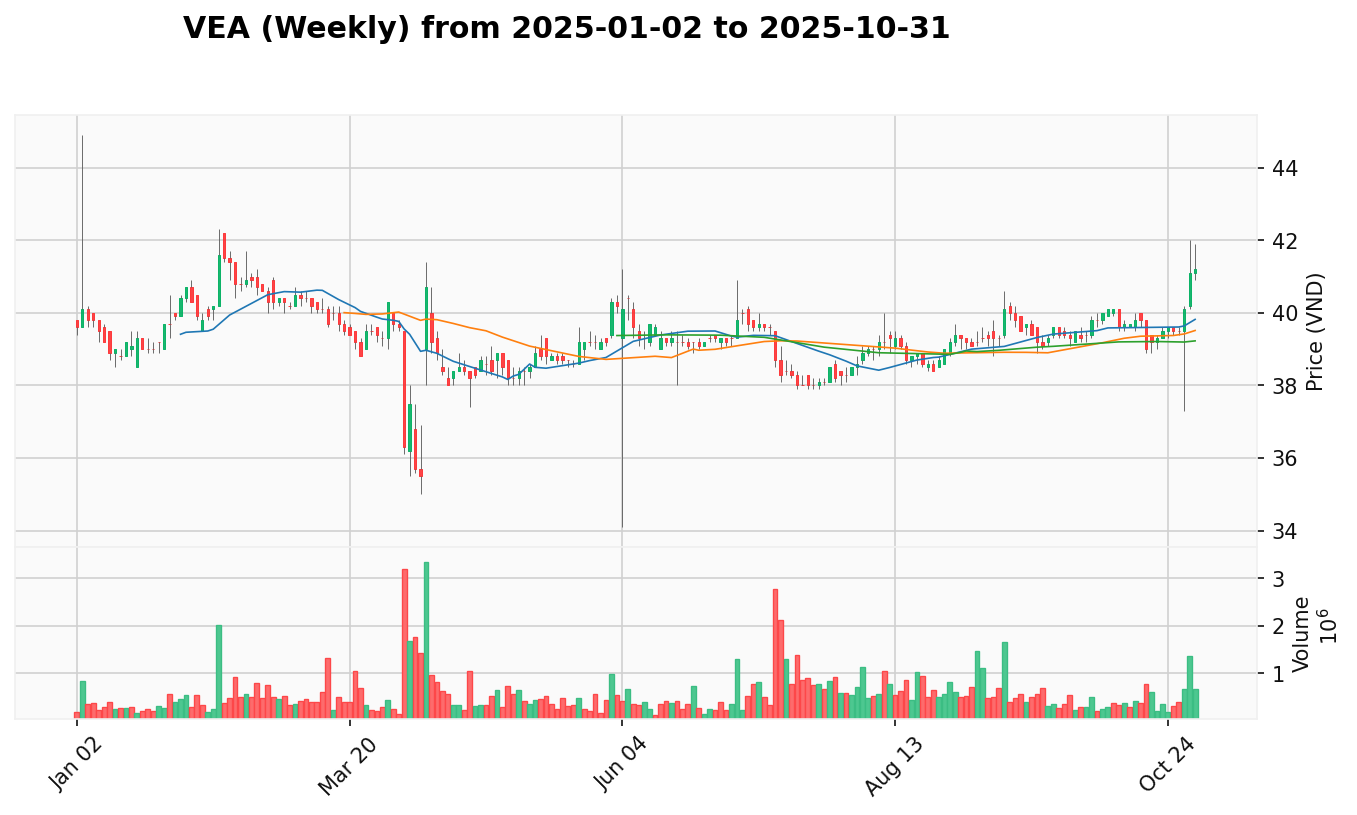 VEA (Weekly) from 2025-01-02 to 2025-10-31
44
42
40
38
36
34
Price (VND)
3
2
1
Volume
10⁶
Jan 02
Mar 20
Jun 04
Aug 13
Oct 24